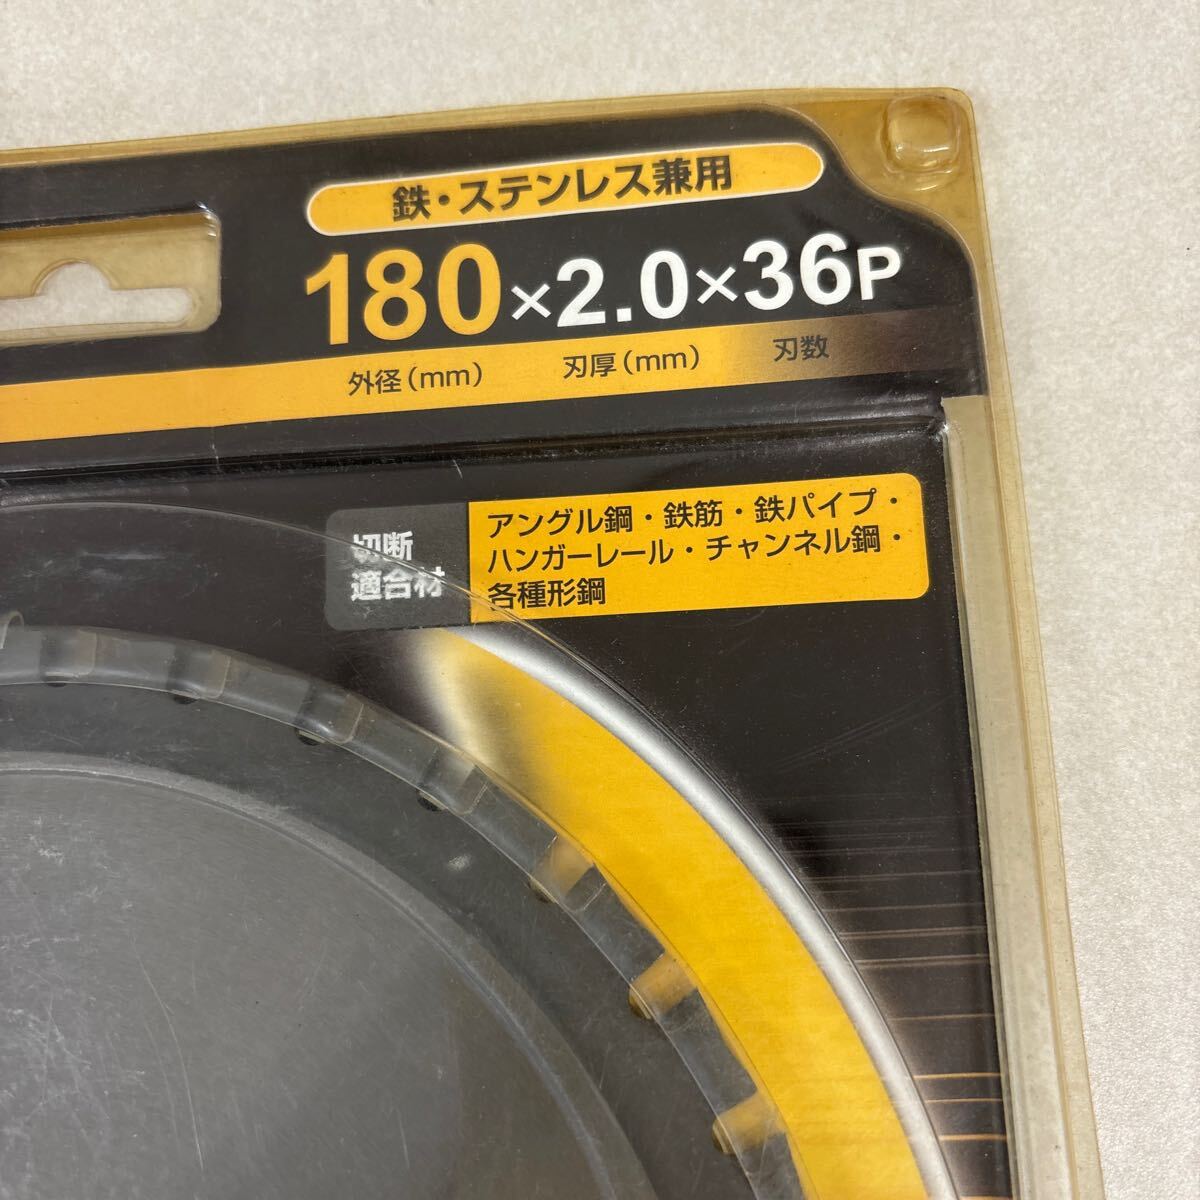 鉄・ステンレス兼用
180×2.0×36P
外径(mm) 刃厚(mm) 刃数
切断
適合材
アングル鋼・鉄筋・鉄パイプ・
ハンガーレール・チャンネル鋼・
各種形鋼